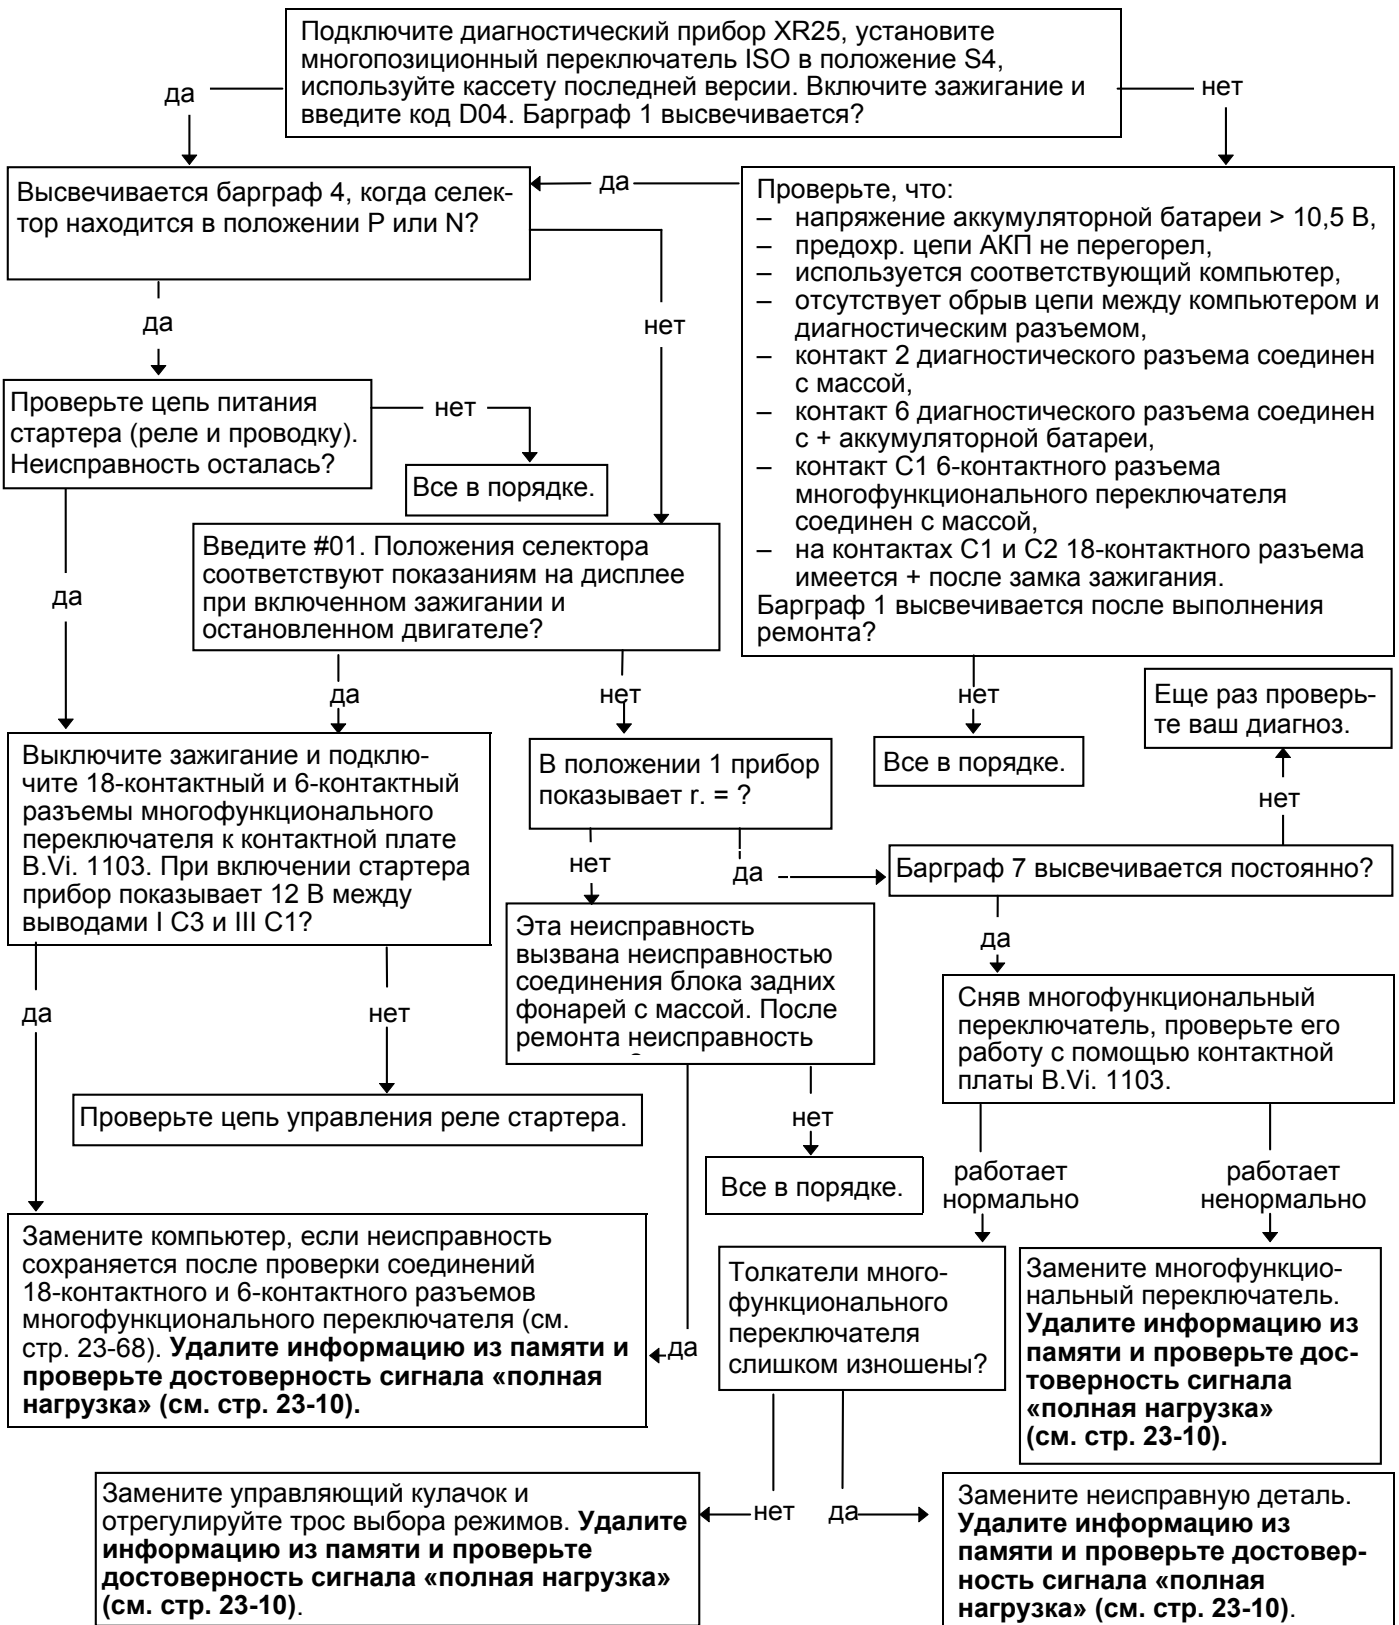 Подключите диагностический прибор XR25, установите
многопозиционный переключатель ISO в положение S4,
используйте кассету последней версии. Включите зажигание и
введите код D04. Барграф 1 высвечивается?
да
нет
Высвечивается барграф 4, когда селек-
тор находится в положении P или N?
да
Проверьте, что:
– напряжение аккумуляторной батареи > 10,5 В,
– предохр. цепи АКП не перегорел,
– используется соответствующий компьютер,
– отсутствует обрыв цепи между компьютером и
диагностическим разъемом,
– контакт 2 диагностического разъема соединен
с массой,
– контакт 6 диагностического разъема соединен
с + аккумуляторной батареи,
– контакт C1 6-контактного разъема
многофункционального переключателя
соединен с массой,
– на контактах C1 и C2 18-контактного разъема
имеется + после замка зажигания.
Барграф 1 высвечивается после выполнения
ремонта?
да
нет
Проверьте цепь питания
стартера (реле и проводку).
Неисправность осталась?
нет
Все в порядке.
да
Введите #01. Положения селектора
соответствуют показаниям на дисплее
при включенном зажигании и
остановленном двигателе?
да
нет
нет
Все в порядке.
Еще раз проверь-
те ваш диагноз.
нет
Выключите зажигание и подклю-
чите 18-контактный и 6-контактный
разъемы многофункционального
переключателя к контактной плате
B.Vi. 1103. При включении стартера
прибор показывает 12 В между
выводами I C3 и III C1?
В положении 1 прибор
показывает r. = ?
нет
да
Барграф 7 высвечивается постоянно?
да
Эта неисправность
вызвана неисправностью
соединения блока задних
фонарей с массой. После
ремонта неисправность
Сняв многофункциональный
переключатель, проверьте его
работу с помощью контактной
платы B.Vi. 1103.
да
нет
Проверьте цепь управления реле стартера.
нет
Все в порядке.
работает
нормально
работает
ненормально
Замените компьютер, если неисправность
сохраняется после проверки соединений
18-контактного и 6-контактного разъемов
многофункционального переключателя (см.
стр. 23-68). Удалите информацию из памяти и
проверьте достоверность сигнала «полная
нагрузка» (см. стр. 23-10).
да
Толкатели много-
функционального
переключателя
слишком изношены?
Замените многофункцио-
нальный переключатель.
Удалите информацию из
памяти и проверьте дос-
товерность сигнала
«полная нагрузка»
(см. стр. 23-10).
нет
да
Замените управляющий кулачок и
отрегулируйте трос выбора режимов. Удалите
информацию из памяти и проверьте
достоверность сигнала «полная нагрузка»
(см. стр. 23-10).
Замените неисправную деталь.
Удалите информацию из
памяти и проверьте достовер-
ность сигнала «полная
нагрузка» (см. стр. 23-10).